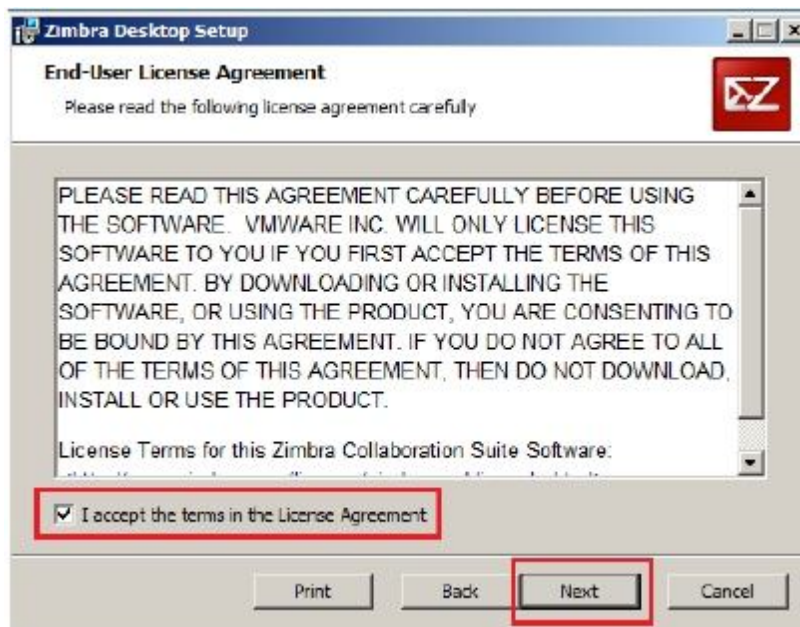 Zimbra Desktop Setup
End-User License Agreement
Please read the following license agreement carefully
PLEASE READ THIS AGREEMENT CAREFULLY BEFORE USING
THE SOFTWARE. VMWARE INC. WILL ONLY LICENSE THIS
SOFTWARE TO YOU IF YOU FIRST ACCEPT THE TERMS OF THIS
AGREEMENT. BY DOWNLOADING OR INSTALLING THE
SOFTWARE, OR USING THE PRODUCT, YOU ARE CONSENTING TO
BE BOUND BY THIS AGREEMENT. IF YOU DO NOT AGREE TO ALL
OF THE TERMS OF THIS AGREEMENT, THEN DO NOT DOWNLOAD,
INSTALL OR USE THE PRODUCT.
License Terms for this Zimbra Collaboration Suite Software:
I accept the terms in the License Agreement
Print Back Next Cancel